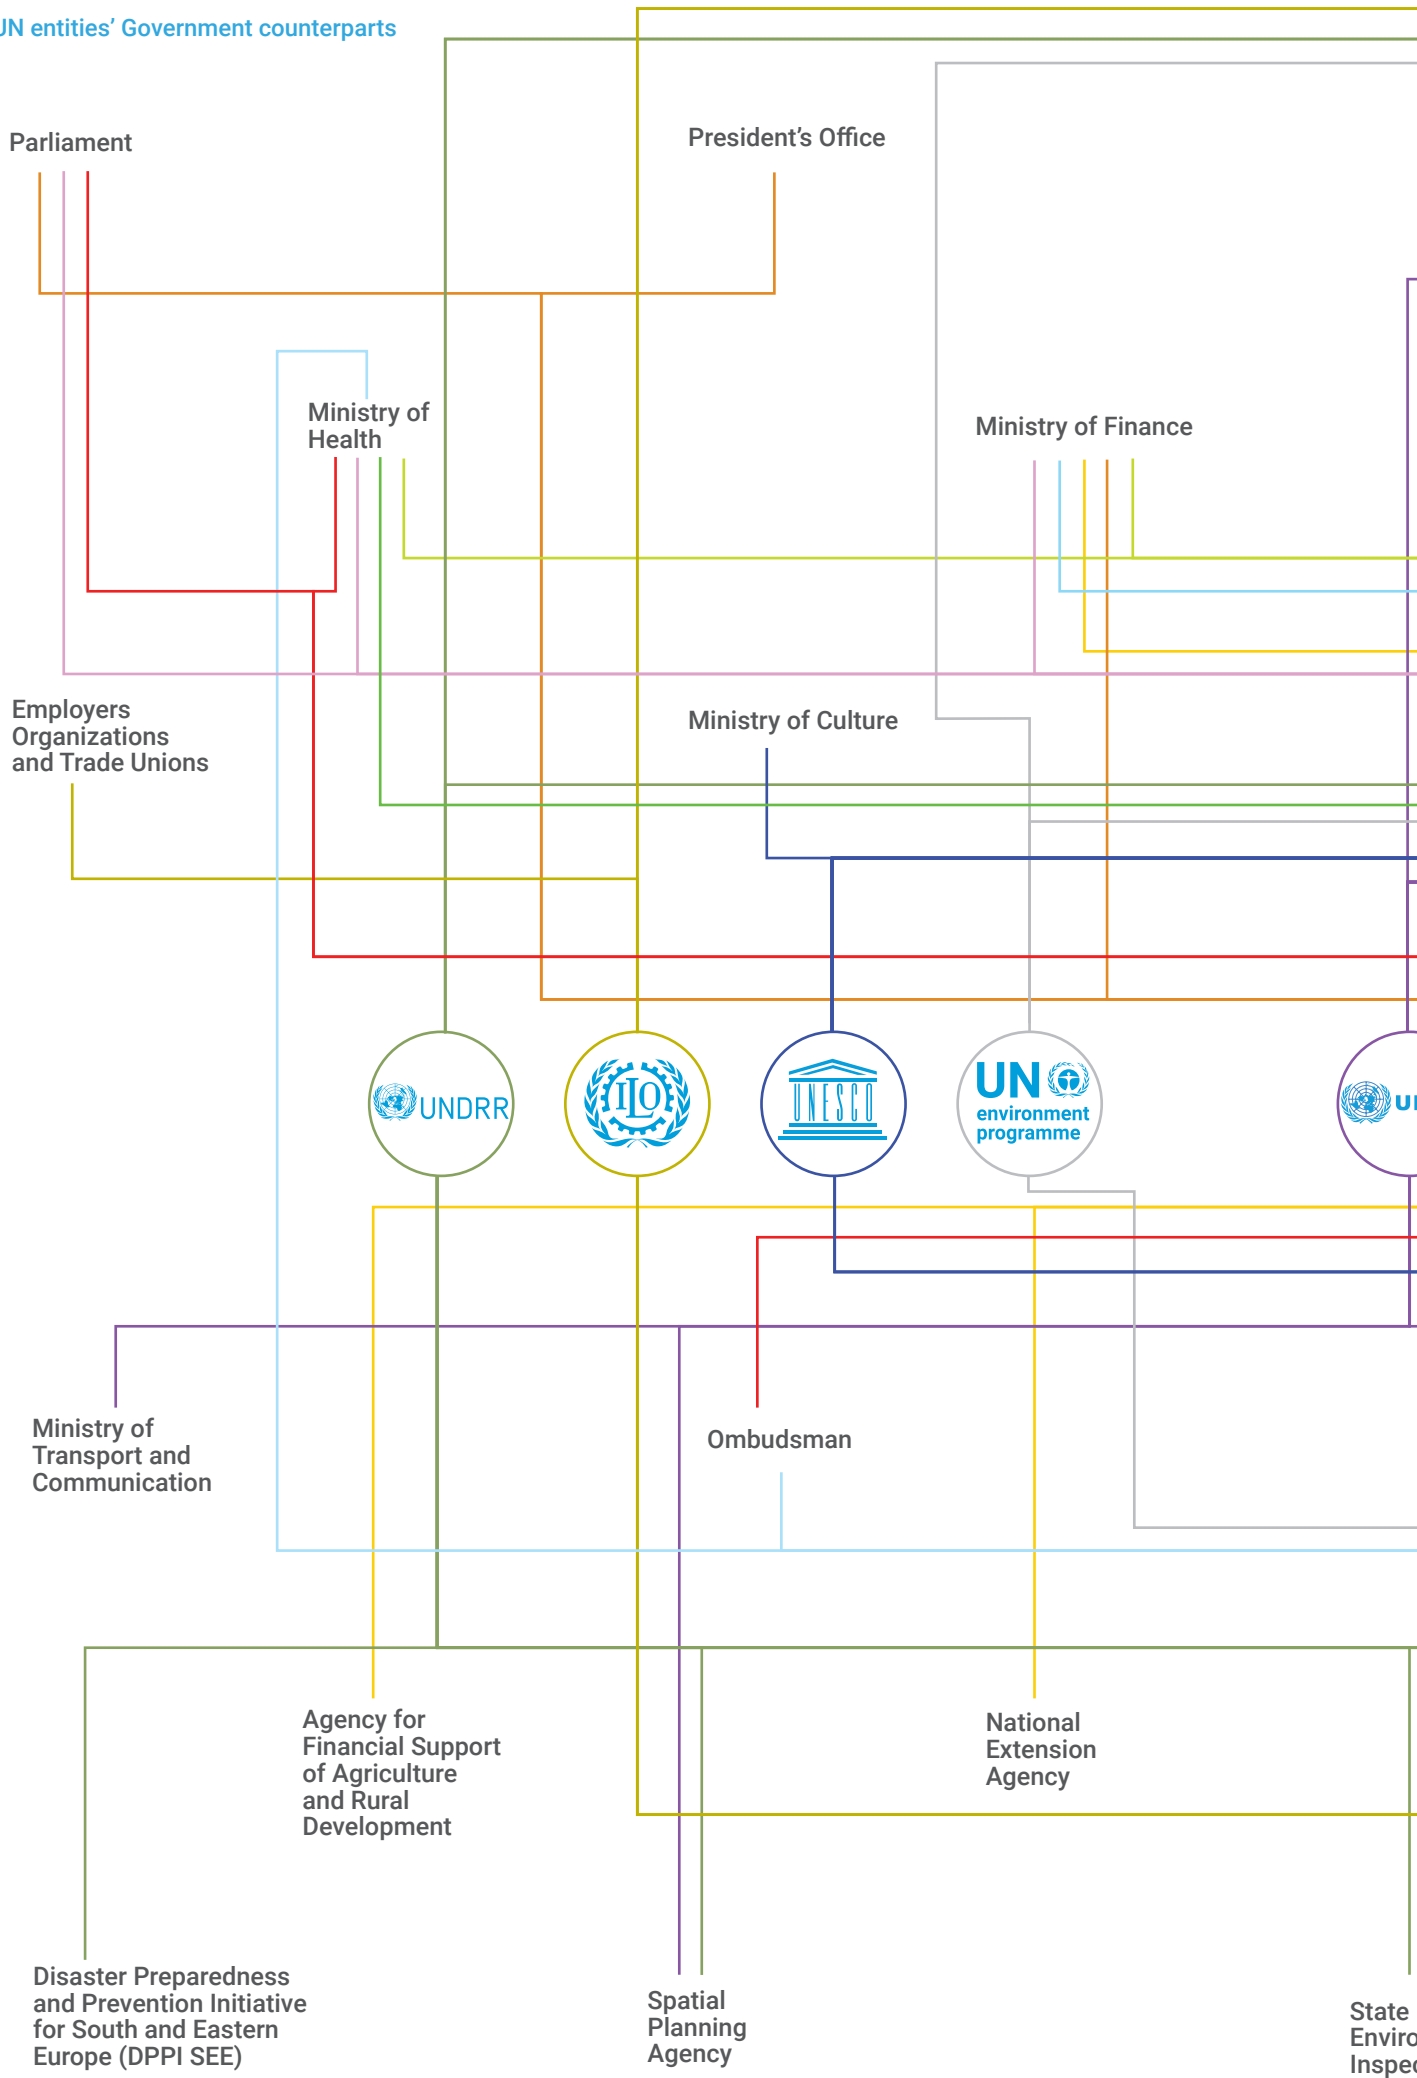 UN entities’ Government counterparts
Parliament
President’s Office
Ministry of
Health
Ministry of Finance
Employers
Organizations
and Trade Unions
Ministry of Culture
UNDRR
ILO
UNESCO
UN
environment
programme
Ministry of
Transport and
Communication
Ombudsman
Agency for
Financial Support
of Agriculture
and Rural
Development
National
Extension
Agency
Disaster Preparedness
and Prevention Initiative
for South and Eastern
Europe (DPPI SEE)
Spatial
Planning
Agency
State